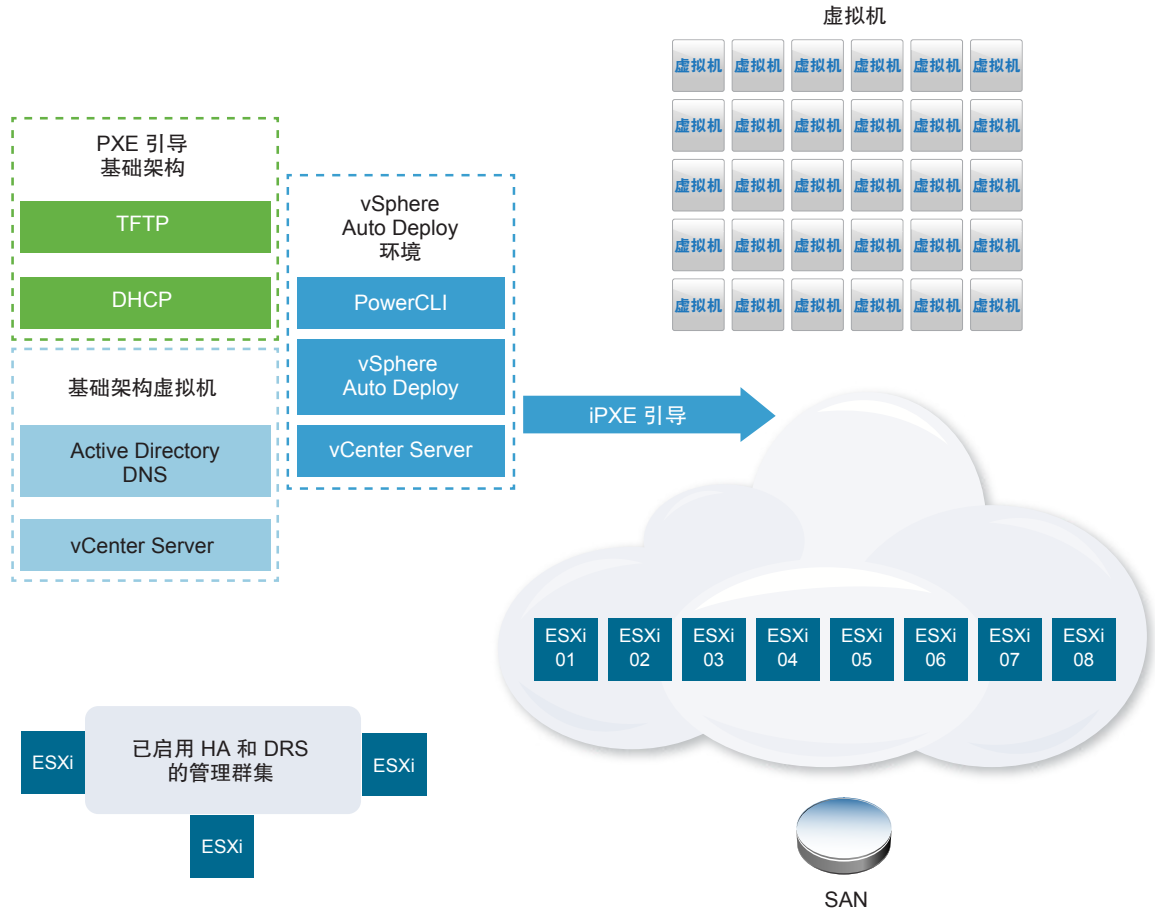 虚拟机
虚拟机 虚拟机 虚拟机 虚拟机 虚拟机 虚拟机
虚拟机 虚拟机 虚拟机 虚拟机 虚拟机 虚拟机
虚拟机 虚拟机 虚拟机 虚拟机 虚拟机 虚拟机
虚拟机 虚拟机 虚拟机 虚拟机 虚拟机 虚拟机
虚拟机 虚拟机 虚拟机 虚拟机 虚拟机 虚拟机
PXE 引导
基础架构
TFTP
DHCP
基础架构虚拟机
Active Directory
DNS
vCenter Server
vSphere
Auto Deploy
环境
PowerCLI
vSphere
Auto Deploy
vCenter Server
iPXE 引导
ESXi
01
ESXi
02
ESXi
03
ESXi
04
ESXi
05
ESXi
06
ESXi
07
ESXi
08
ESXi
已启用 HA 和 DRS
的管理群集
ESXi
ESXi
SAN